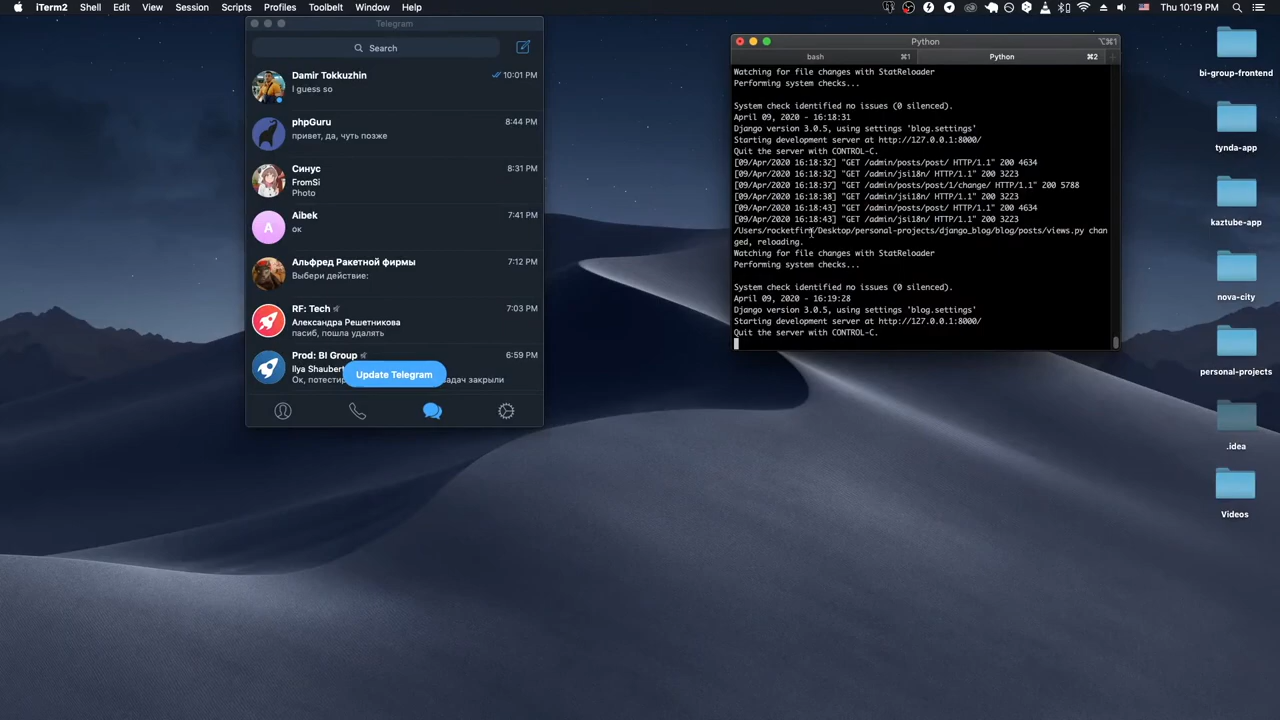 iTerm2 Shell Edit View Session Scripts Profiles Toolbelt Window Help
Thu 10:19 PM
Telegram
Search
Damir Tokkuzhin 10:01 PM
I guess so
phpGuru 8:44 PM
привет, да, чуть позже
Синус 8:31 PM
FromSi
Photo
A
Aibek 7:41 PM
ок
Альфред Ракетной фирмы 7:12 PM
Выбери действие:
RF: Tech 7:03 PM
Александра Решетникова
пасиб, пошла удалять
Prod: BI Group 6:59 PM
Ilya Shaubert
Ок, потестир задач закрыли
Update Telegram
Python ⌥⌘1
bash ⌘1 Python ⌘2
Watching for file changes with StatReloader
Performing system checks...
System check identified no issues (0 silenced).
April 09, 2020 - 16:18:31
Django version 3.0.5, using settings 'blog.settings'
Starting development server at http://127.0.0.1:8000/
Quit the server with CONTROL-C.
[09/Apr/2020 16:18:32] "GET /admin/posts/post/ HTTP/1.1" 200 4634
[09/Apr/2020 16:18:32] "GET /admin/jsi18n/ HTTP/1.1" 200 3223
[09/Apr/2020 16:18:37] "GET /admin/posts/post/1/change/ HTTP/1.1" 200 5788
[09/Apr/2020 16:18:38] "GET /admin/jsi18n/ HTTP/1.1" 200 3223
[09/Apr/2020 16:18:43] "GET /admin/posts/post/ HTTP/1.1" 200 4634
[09/Apr/2020 16:18:43] "GET /admin/jsi18n/ HTTP/1.1" 200 3223
/Users/rocketfirm/Desktop/personal-projects/django_blog/blog/posts/views.py chan
ged, reloading.
Watching for file changes with StatReloader
Performing system checks...
System check identified no issues (0 silenced).
April 09, 2020 - 16:19:28
Django version 3.0.5, using settings 'blog.settings'
Starting development server at http://127.0.0.1:8000/
Quit the server with CONTROL-C.
bi-group-frontend
tynda-app
kaztube-app
nova-city
personal-projects
.idea
Videos